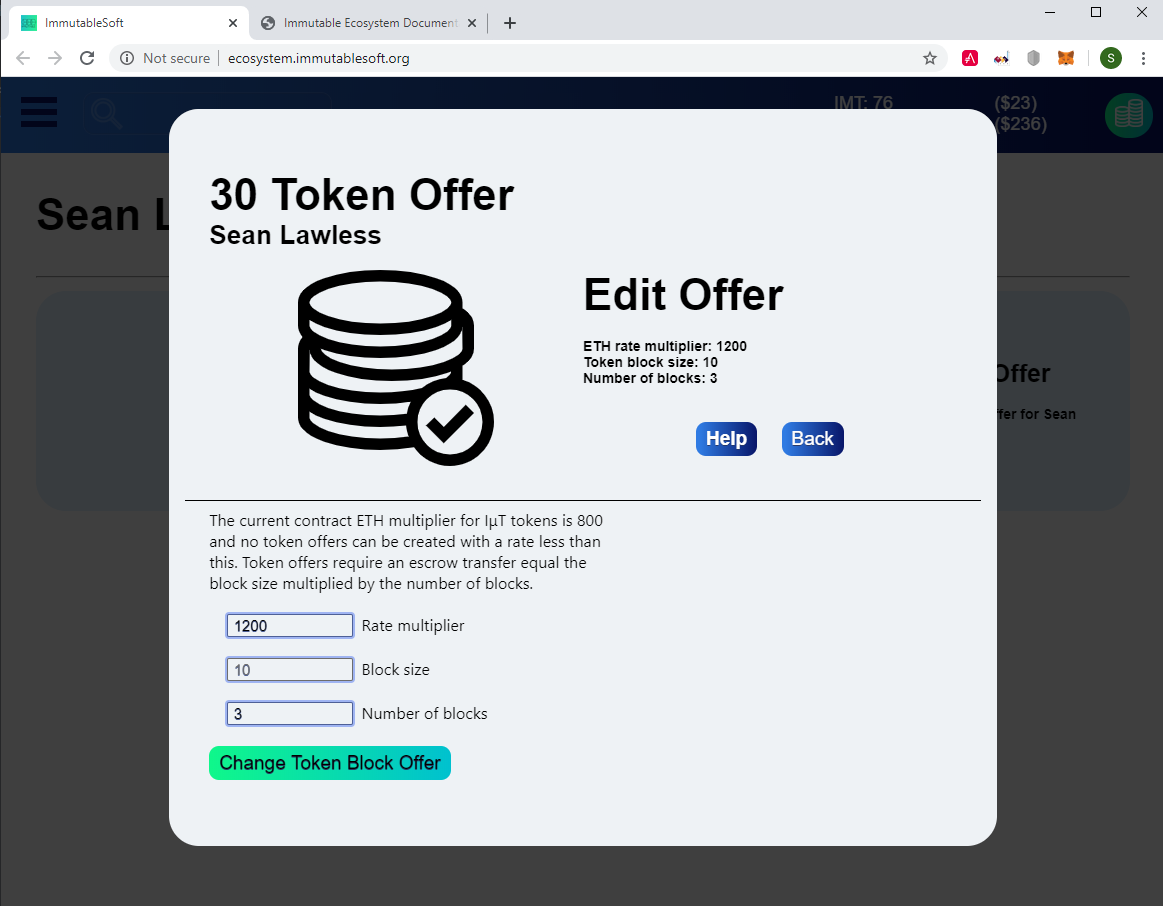 ImmutableSoft
Immutable Ecosystem Document
Not secure
ecosystem.immutablesoft.org
S
IMT: 76
($23)
($236)
Sean L
30 Token Offer
Sean Lawless
Edit Offer
ETH rate multiplier: 1200
Token block size: 10
Number of blocks: 3
Help
Back
Offer
ffer for Sean
The current contract ETH multiplier for IμT tokens is 800
and no token offers can be created with a rate less than
this. Token offers require an escrow transfer equal the
block size multiplied by the number of blocks.
1200 Rate multiplier
10 Block size
3 Number of blocks
Change Token Block Offer